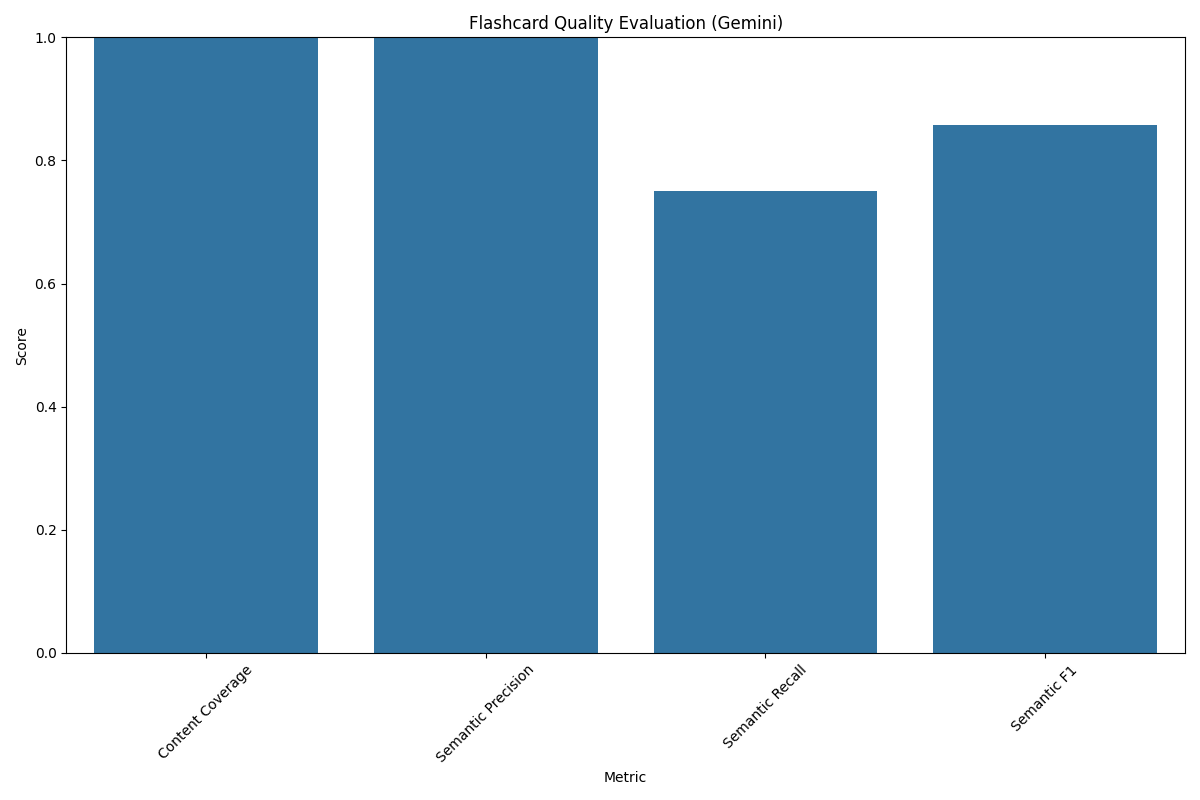 Flashcard Quality Evaluation (Gemini)
1.0
0.8
0.6
0.4
0.2
0.0
Score
Content Coverage
Semantic Precision
Semantic Recall
Semantic F1
Metric